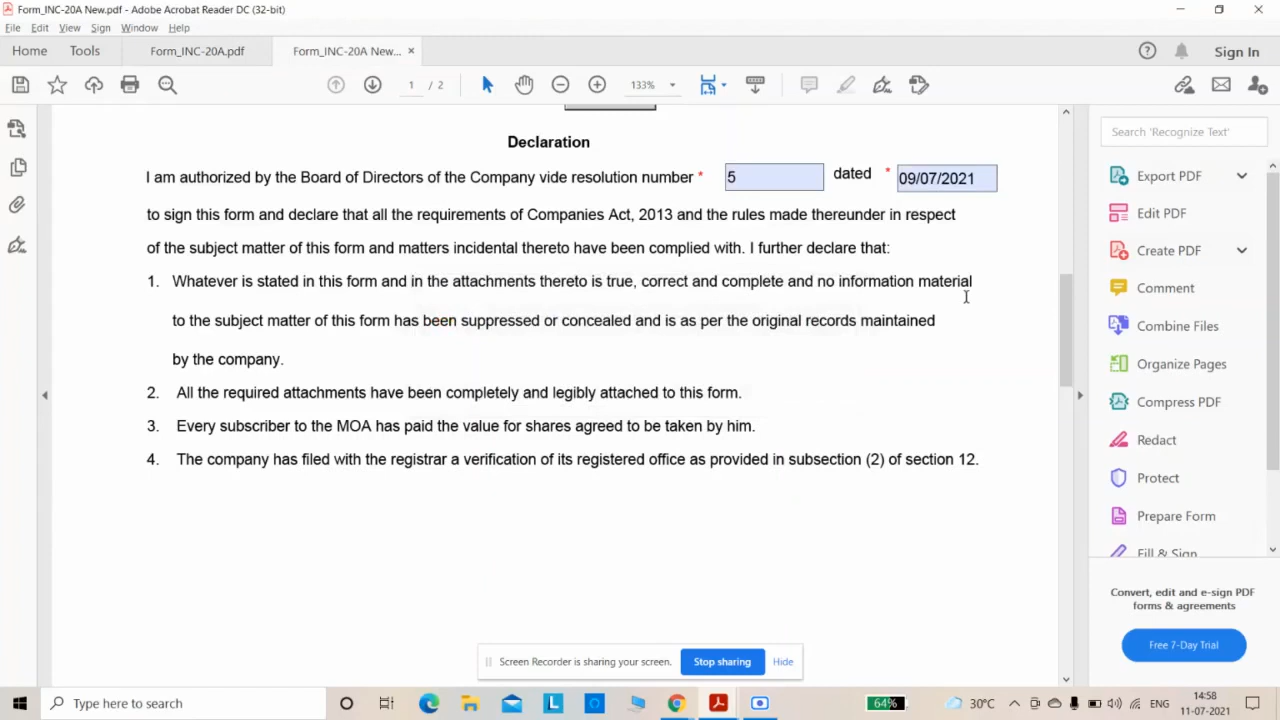 Form_INC-20A New.pdf - Adobe Acrobat Reader DC (32-bit)
File Edit View Sign Window Help
Home Tools Form_INC-20A.pdf Form_INC-20A New... × Sign In
1 / 2 133%
Search 'Recognize Text'
Declaration
I am authorized by the Board of Directors of the Company vide resolution number * 5 dated * 09/07/2021
to sign this form and declare that all the requirements of Companies Act, 2013 and the rules made thereunder in respect
of the subject matter of this form and matters incidental thereto have been complied with. I further declare that:
1. Whatever is stated in this form and in the attachments thereto is true, correct and complete and no information material
to the subject matter of this form has been suppressed or concealed and is as per the original records maintained
by the company.
2. All the required attachments have been completely and legibly attached to this form.
3. Every subscriber to the MOA has paid the value for shares agreed to be taken by him.
4. The company has filed with the registrar a verification of its registered office as provided in subsection (2) of section 12.
Export PDF
Edit PDF
Create PDF
Comment
Combine Files
Organize Pages
Compress PDF
Redact
Protect
Prepare Form
Fill & Sign
Convert, edit and e-sign PDF
forms & agreements
Free 7-Day Trial
Screen Recorder is sharing your screen. Stop sharing Hide
Type here to search
64% 30°C ENG
14:58
11-07-2021